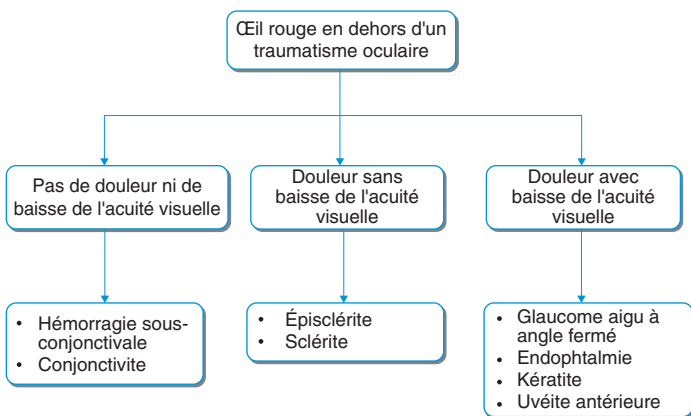 Œil rouge en dehors d'un
traumatisme oculaire
Pas de douleur ni de
baisse de l'acuité visuelle
Douleur sans
baisse de l'acuité
visuelle
Douleur avec
baisse de l'acuité
visuelle
• Hémorragie sous-
conjonctivale
• Conjonctivite
• Épisclérite
• Sclérite
• Glaucome aigu à
angle fermé
• Endophtalmie
• Kératite
• Uvéite antérieure